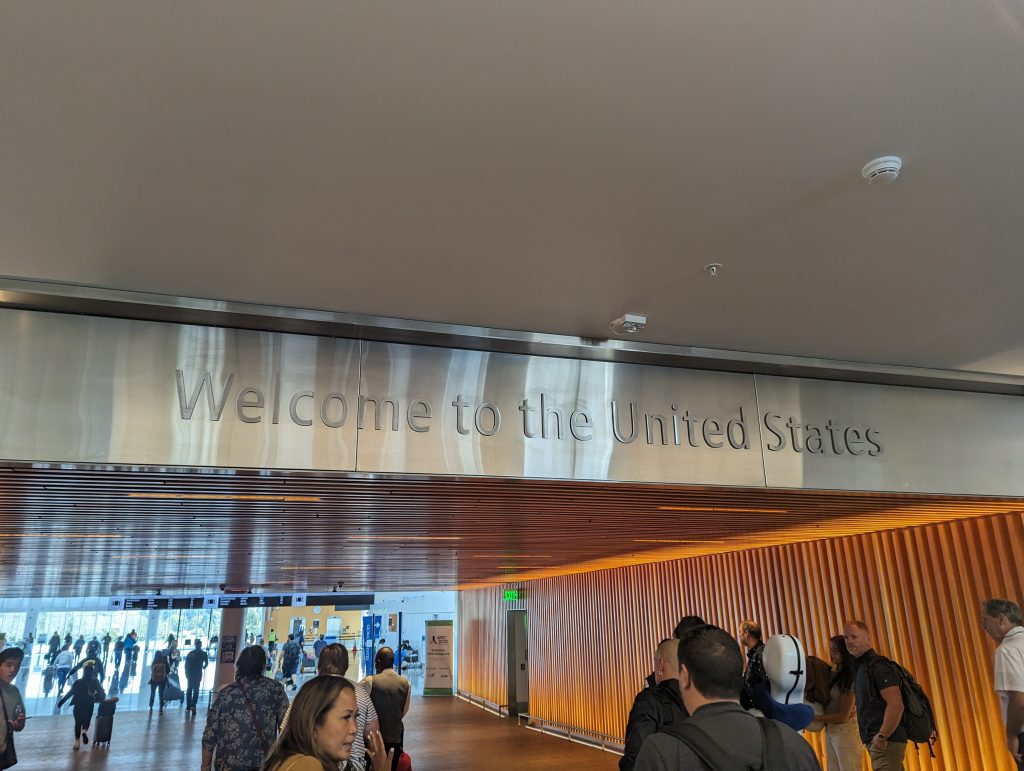 Welcome to the United States